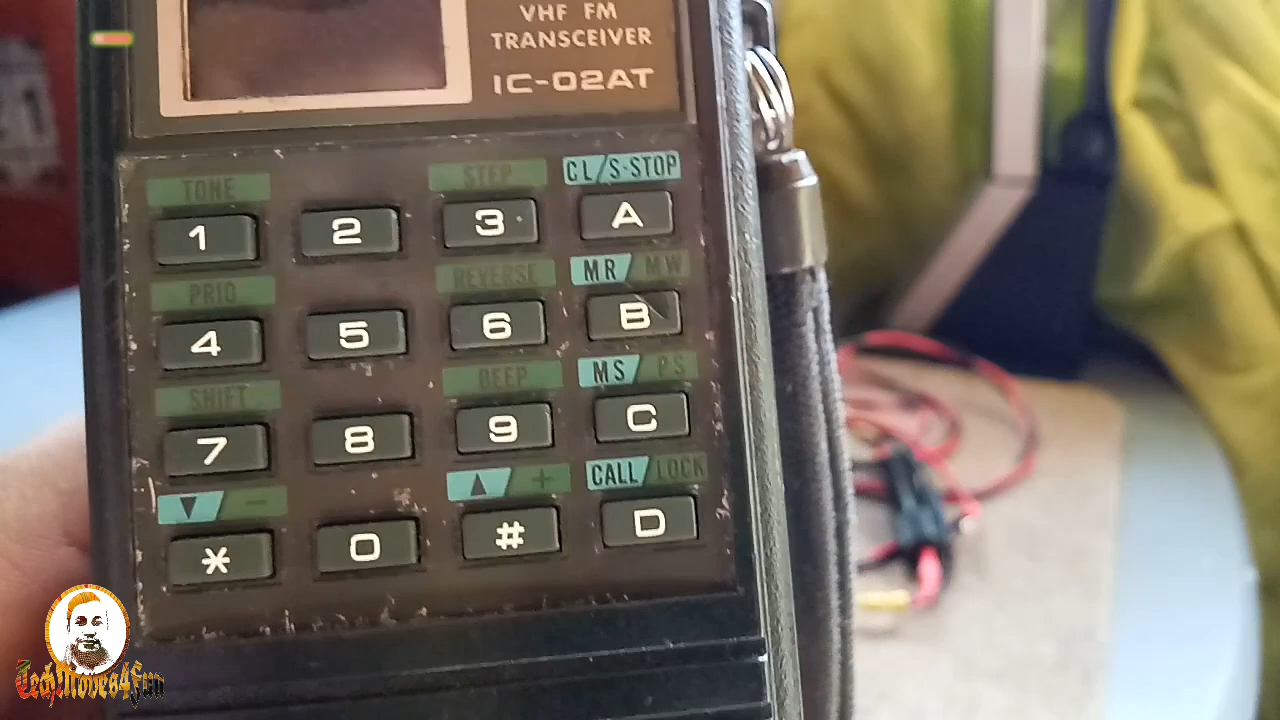 VHF FM
TRANSCEIVER
IC-02AT
TONE STEP CL/S-STOP
1 2 3 A
PRIO REVERSE MR/MW
4 5 6 B
SHIFT BEEP MS/PS
7 8 9 C
▼ - ▲ + CALL/LOCK
* 0 # D
TechMoves4Fun